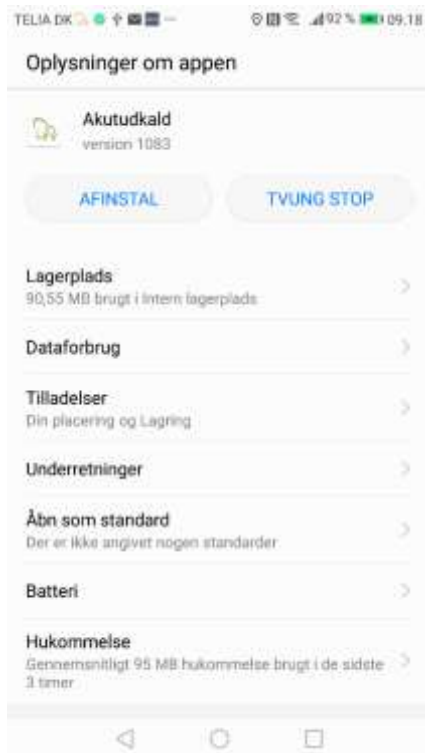 TELIA DK 92 % 09.18
Oplysninger om appen
Akutudkald
version 1083
AFINSTAL TVUNG STOP
Lagerplads
90,55 MB brugt i Intern lagerplads
Dataforbrug
Tilladelser
Din placering og Lagring
Underretninger
Åbn som standard
Der er ikke angivet nogen standarder
Batteri
Hukommelse
Gennemsnitligt 95 MB hukommelse brugt i de sidste
3 timer